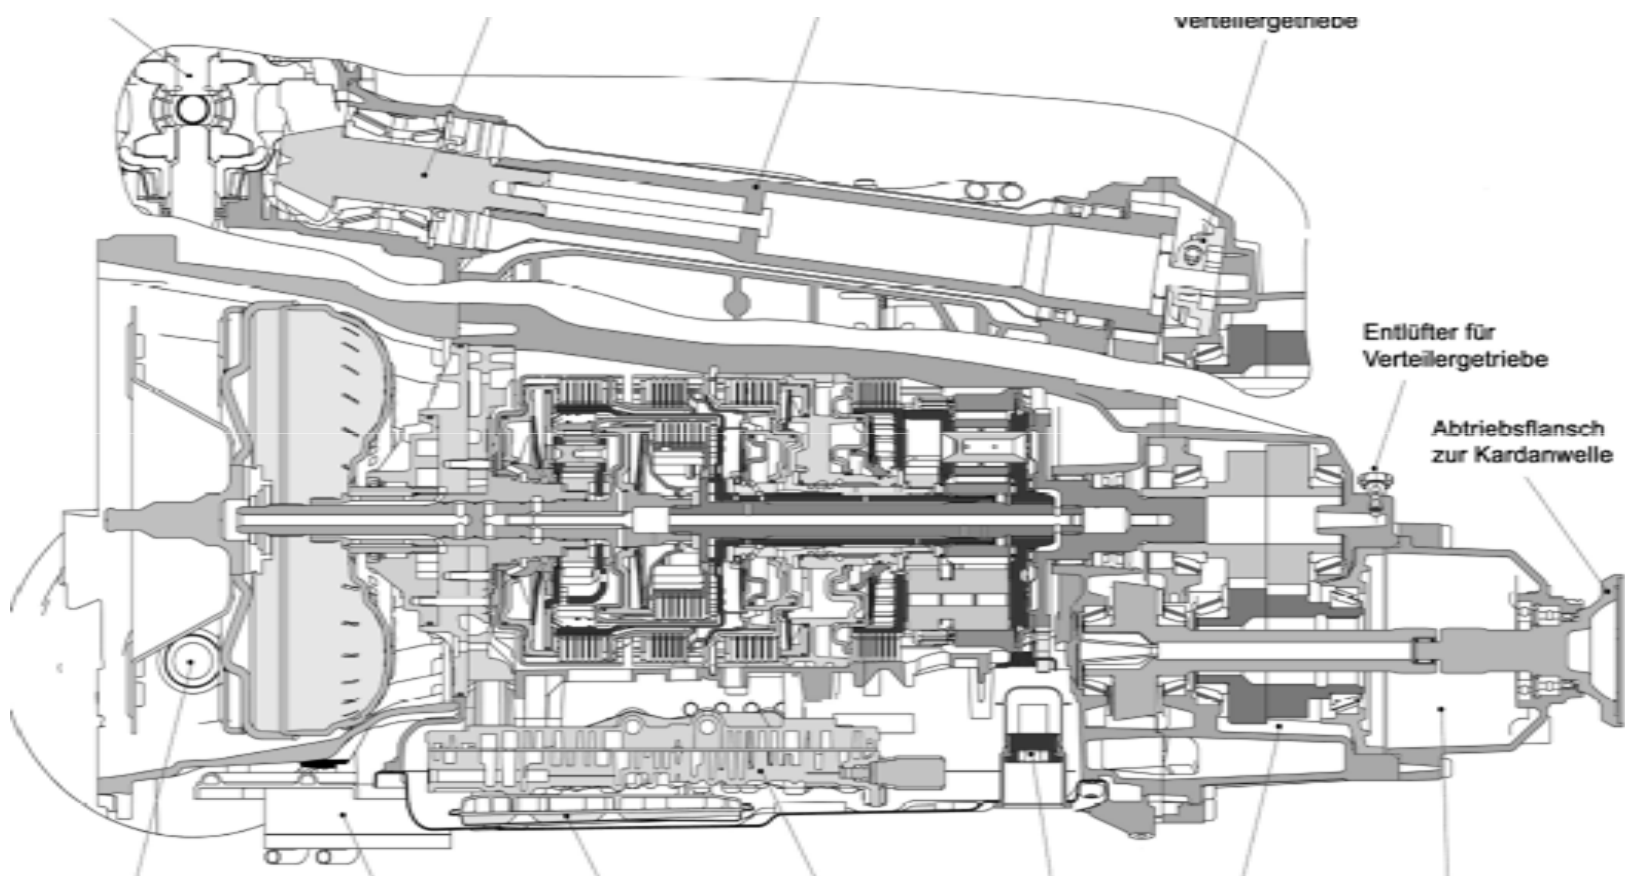 Verteilergetriebe
Entlüfter für
Verteilergetriebe
Abtriebsflansch
zur Kardanwelle